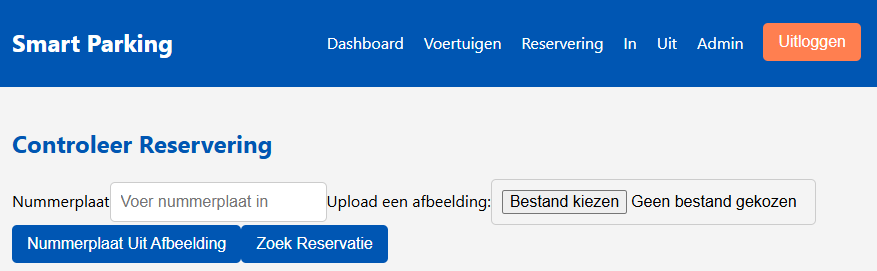 Smart Parking Dashboard Voertuigen Reservering In Uit Admin Uitloggen
Controleer Reservering
Nummerplaat Voer nummerplaat in Upload een afbeelding: Bestand kiezen Geen bestand gekozen
Nummerplaat Uit Afbeelding Zoek Reservatie